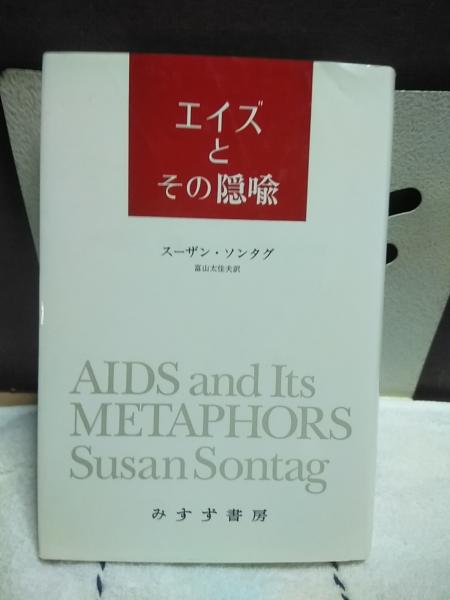 エイズ
と
その隠喩
スーザン・ソンタグ
富山太佳夫訳
AIDS and Its
METAPHORS
Susan Sontag
みすず書房